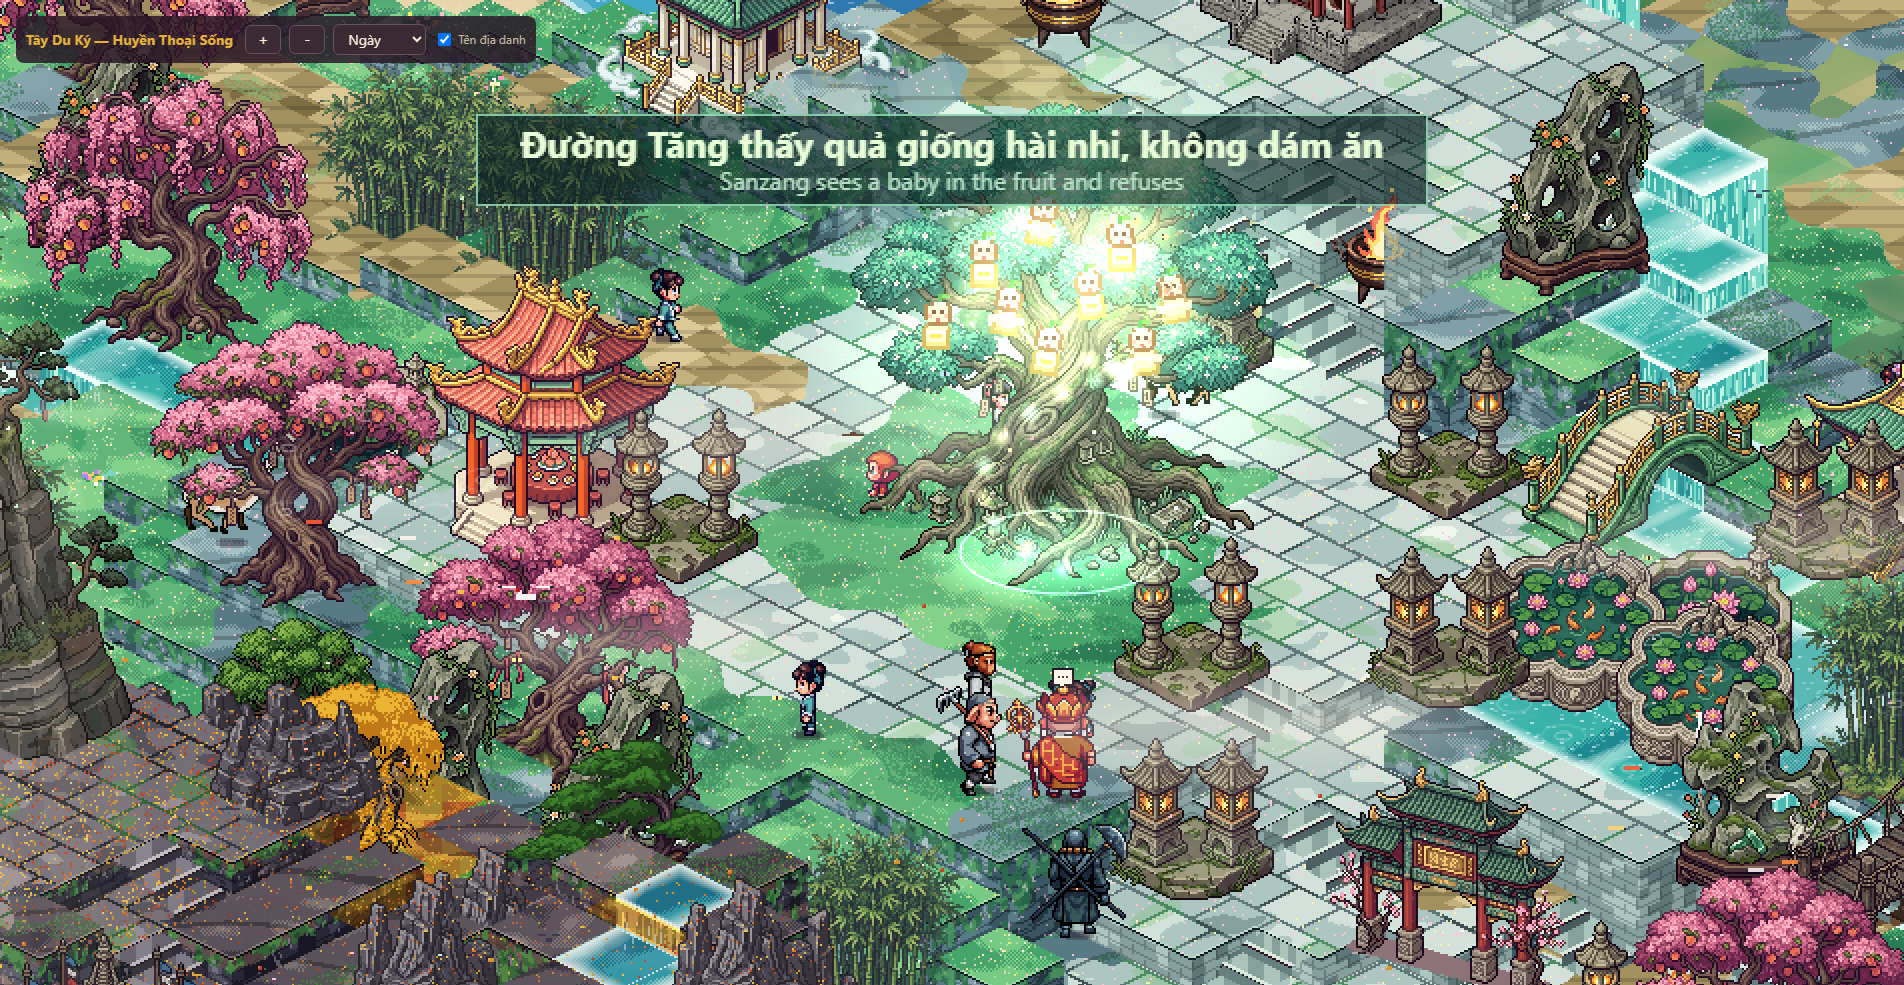 Tây Du Ký — Huyền Thoại Sống + - Ngày Tên địa danh
Đường Tăng thấy quả giống hài nhi, không dám ăn
Sanzang sees a baby in the fruit and refuses